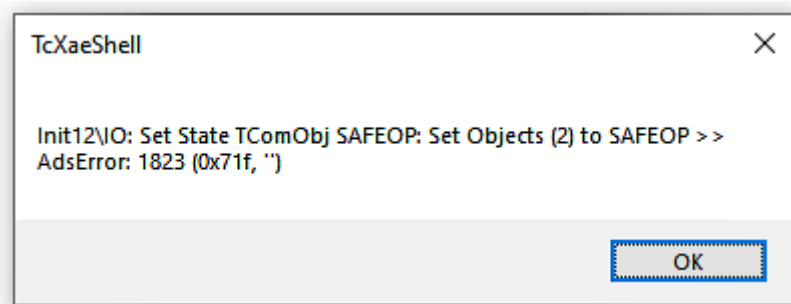 TcXaeShell
Init12\IO: Set State TComObj SAFEOP: Set Objects (2) to SAFEOP >>
AdsError: 1823 (0x71f, '')
OK